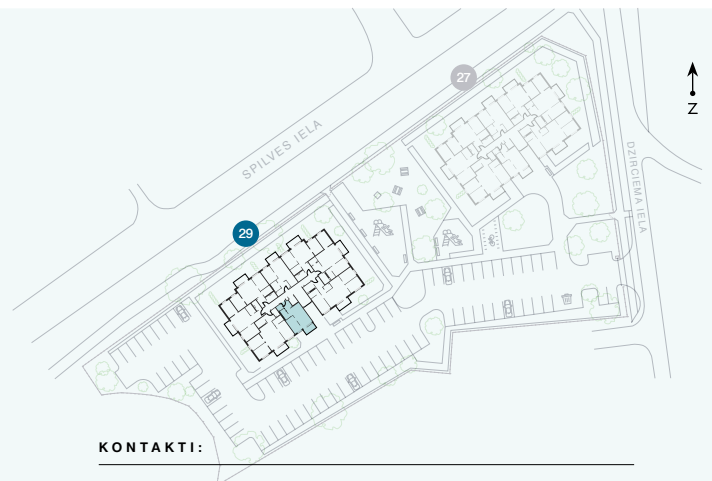 27
Z
SPILVES IELA
DZIRCIEMA IELA
29
KONTAKTI: